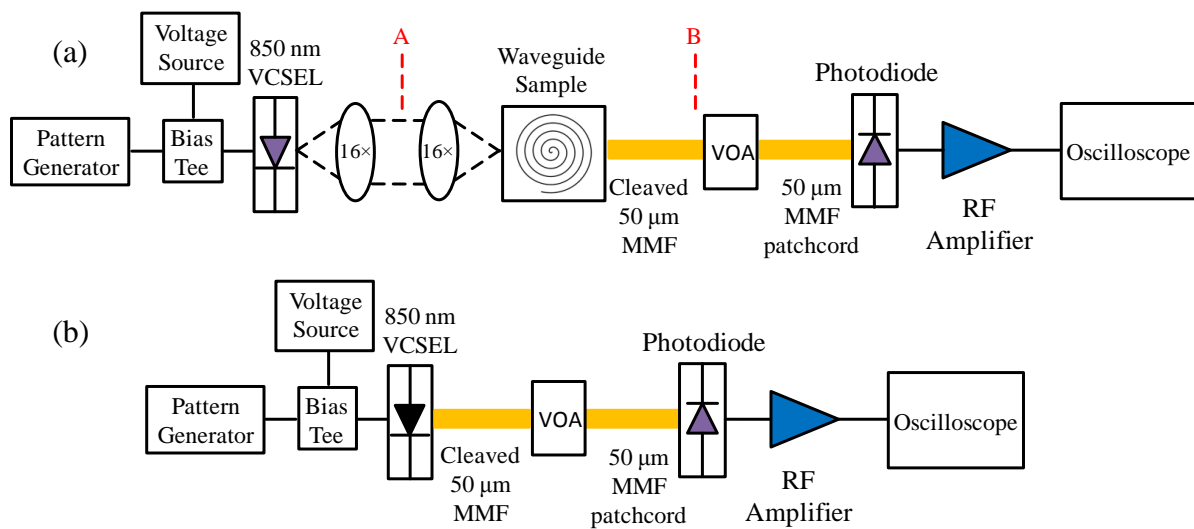 (a)
Voltage
Source
850 nm
VCSEL
A
Waveguide
Sample
B
Photodiode
Pattern
Generator
Bias
Tee
16×
16×
VOA
Oscilloscope
Cleaved
50 μm
MMF
50 μm
MMF
patchcord
RF
Amplifier
(b)
Voltage
Source
850 nm
VCSEL
Photodiode
Pattern
Generator
Bias
Tee
VOA
Oscilloscope
Cleaved
50 μm
MMF
50 μm
MMF
patchcord
RF
Amplifier